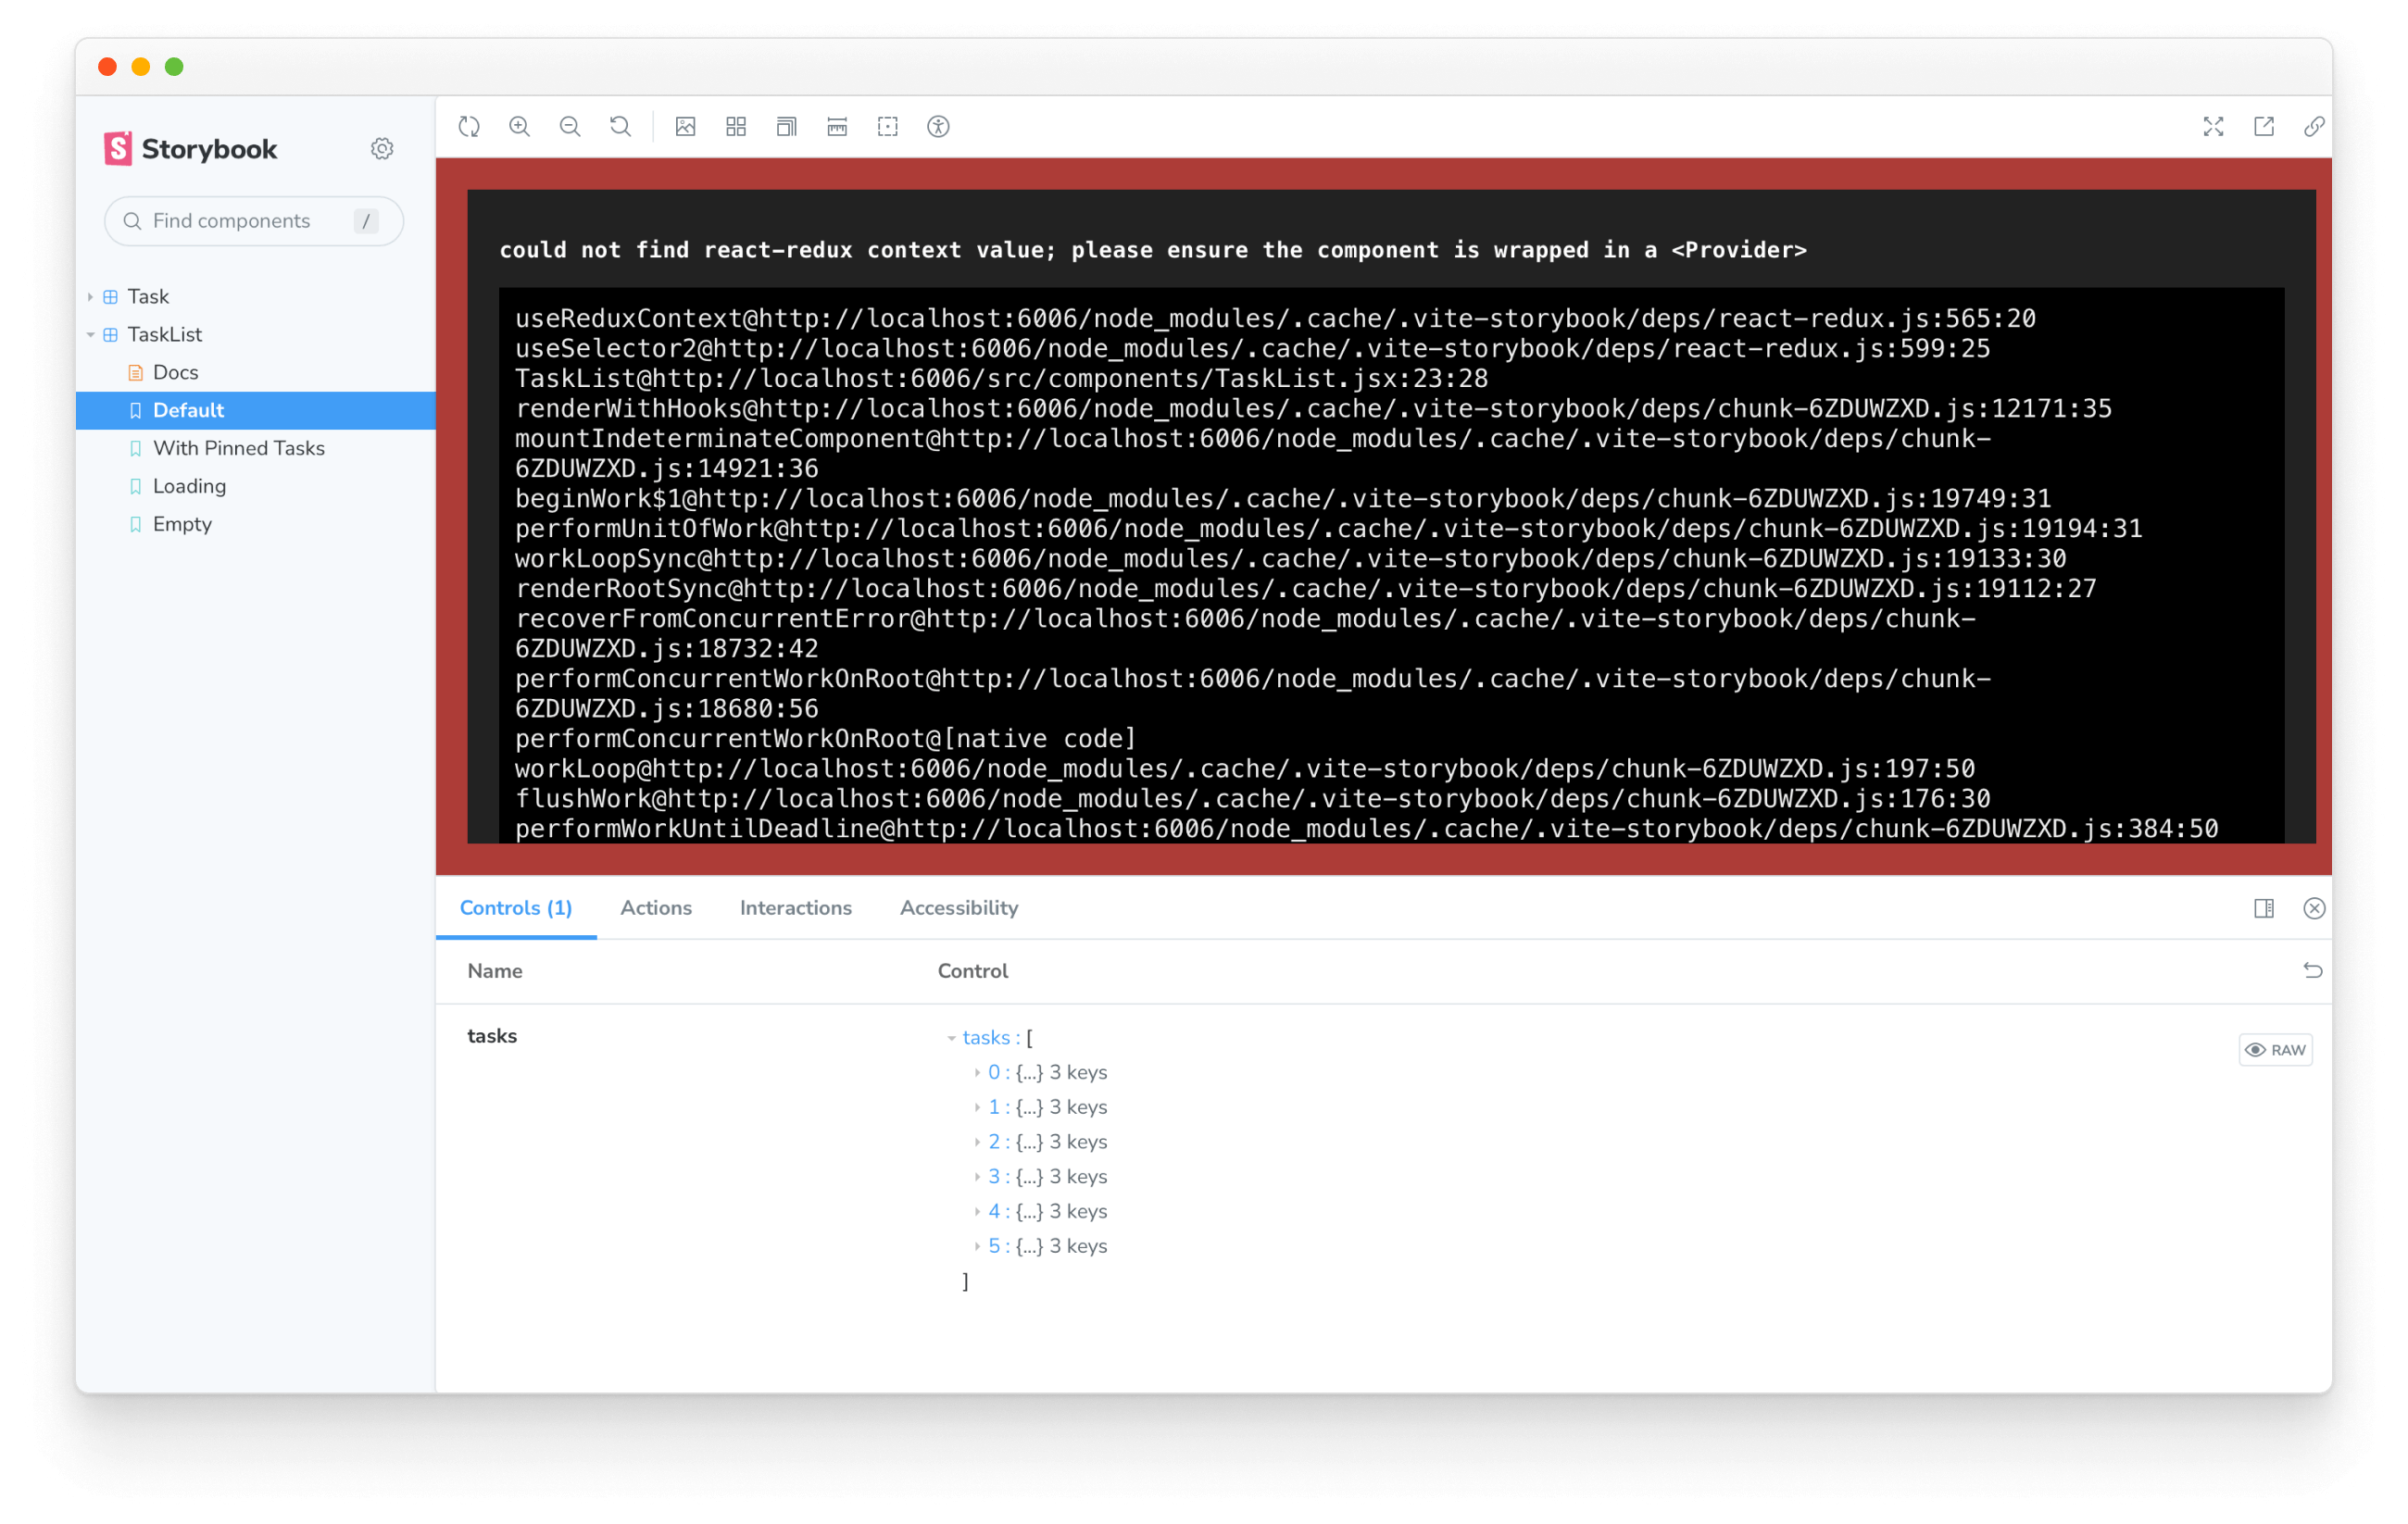 Storybook
Find components /
Task
TaskList
Docs
Default
With Pinned Tasks
Loading
Empty
could not find react-redux context value; please ensure the component is wrapped in a <Provider>
useReduxContext@http://localhost:6006/node_modules/.cache/.vite-storybook/deps/react-redux.js:565:20
useSelector2@http://localhost:6006/node_modules/.cache/.vite-storybook/deps/react-redux.js:599:25
TaskList@http://localhost:6006/src/components/TaskList.jsx:23:28
renderWithHooks@http://localhost:6006/node_modules/.cache/.vite-storybook/deps/chunk-6ZDUWZXD.js:12171:35
mountIndeterminateComponent@http://localhost:6006/node_modules/.cache/.vite-storybook/deps/chunk-
6ZDUWZXD.js:14921:36
beginWork$1@http://localhost:6006/node_modules/.cache/.vite-storybook/deps/chunk-6ZDUWZXD.js:19749:31
performUnitOfWork@http://localhost:6006/node_modules/.cache/.vite-storybook/deps/chunk-6ZDUWZXD.js:19194:31
workLoopSync@http://localhost:6006/node_modules/.cache/.vite-storybook/deps/chunk-6ZDUWZXD.js:19133:30
renderRootSync@http://localhost:6006/node_modules/.cache/.vite-storybook/deps/chunk-6ZDUWZXD.js:19112:27
recoverFromConcurrentError@http://localhost:6006/node_modules/.cache/.vite-storybook/deps/chunk-
6ZDUWZXD.js:18732:42
performConcurrentWorkOnRoot@http://localhost:6006/node_modules/.cache/.vite-storybook/deps/chunk-
6ZDUWZXD.js:18680:56
performConcurrentWorkOnRoot@[native code]
workLoop@http://localhost:6006/node_modules/.cache/.vite-storybook/deps/chunk-6ZDUWZXD.js:197:50
flushWork@http://localhost:6006/node_modules/.cache/.vite-storybook/deps/chunk-6ZDUWZXD.js:176:30
performWorkUntilDeadline@http://localhost:6006/node_modules/.cache/.vite-storybook/deps/chunk-6ZDUWZXD.js:384:50
Controls (1) Actions Interactions Accessibility
Name Control
tasks tasks : [
RAW
0 : {...} 3 keys
1 : {...} 3 keys
2 : {...} 3 keys
3 : {...} 3 keys
4 : {...} 3 keys
5 : {...} 3 keys
]